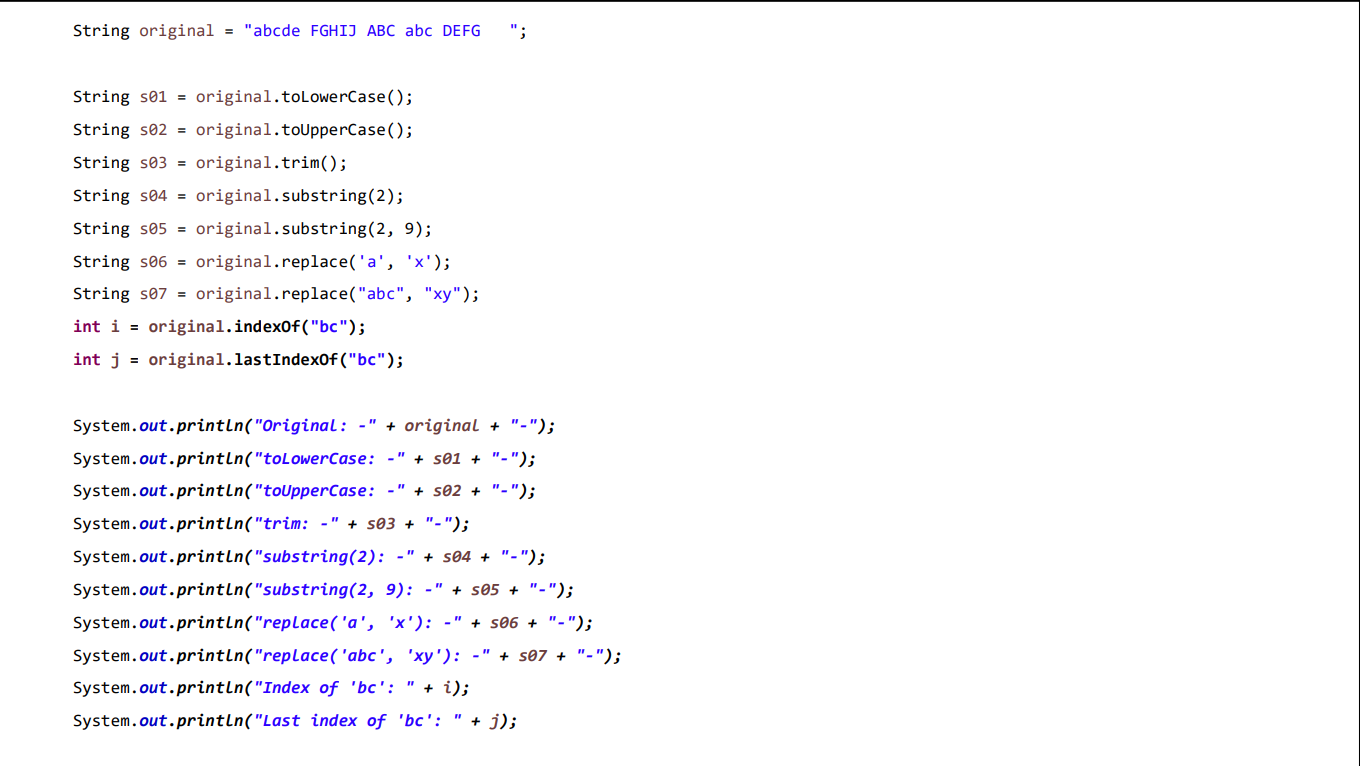 String original = "abcde FGHIJ ABC abc DEFG   ";
String s01 = original.toLowerCase();
String s02 = original.toUpperCase();
String s03 = original.trim();
String s04 = original.substring(2);
String s05 = original.substring(2, 9);
String s06 = original.replace('a', 'x');
String s07 = original.replace("abc", "xy");
int i = original.indexOf("bc");
int j = original.lastIndexOf("bc");
System.out.println("Original: -" + original + "-");
System.out.println("toLowerCase: -" + s01 + "-");
System.out.println("toUpperCase: -" + s02 + "-");
System.out.println("trim: -" + s03 + "-");
System.out.println("substring(2): -" + s04 + "-");
System.out.println("substring(2, 9): -" + s05 + "-");
System.out.println("replace('a', 'x'): -" + s06 + "-");
System.out.println("replace('abc', 'xy'): -" + s07 + "-");
System.out.println("Index of 'bc': " + i);
System.out.println("Last index of 'bc': " + j);